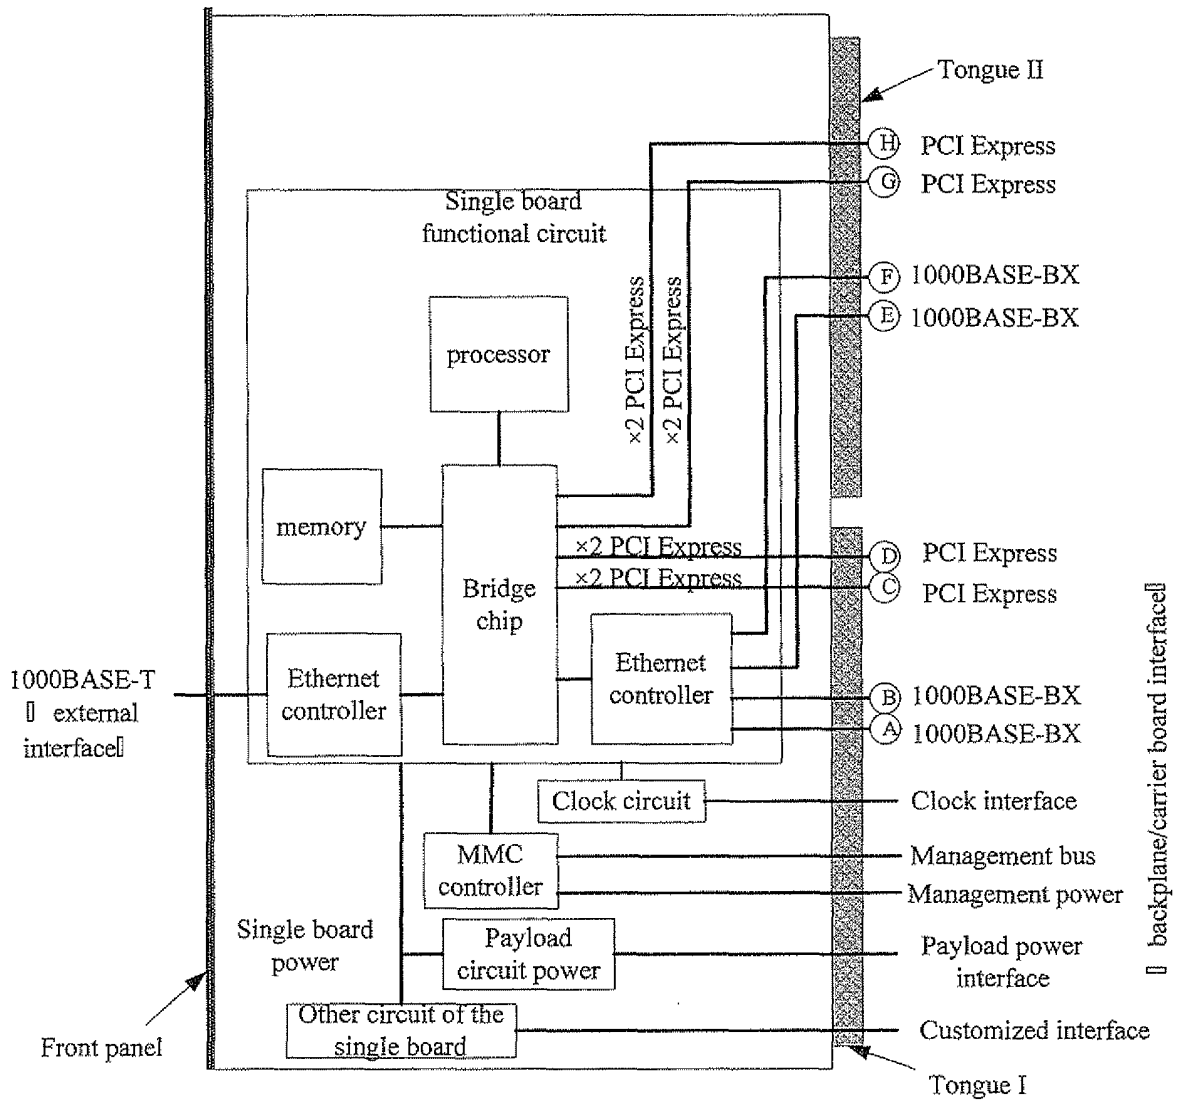 Tongue II
H PCI Express
G PCI Express
Single board
functional circuit
F 1000BASE-BX
E 1000BASE-BX
×2 PCI Express
×2 PCI Express
processor
memory
Bridge
chip
×2 PCI Express
D PCI Express
×2 PCI Express
C PCI Express
Ethernet
controller
Ethernet
controller
1000BASE-T
external
interface
B 1000BASE-BX
A 1000BASE-BX
backplane/carrier board interface
Clock circuit
Clock interface
MMC
controller
Management bus
Management power
Single board
power
Payload
circuit power
Payload power
interface
Other circuit of the
single board
Customized interface
Front panel
Tongue I